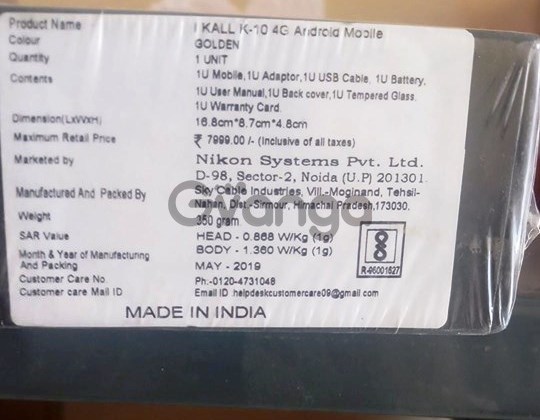 Product Name I KALL K-10 4G Android Mobile
Colour GOLDEN
Quantity 1 UNIT
Contents 1U Mobile,1U Adaptor,1U USB Cable, 1U Battery,
1U User Manual,1U Back cover,1U Tempered Glass,
1U Warranty Card.
Dimension(LxWxH) 16.8cm*8.7cm*4.8cm
Maximum Retail Price ₹ 7999.00 /- (Inclusive of all taxes)
Marketed by Nikon Systems Pvt. Ltd.
D-98, Sector-2, Noida (U.P) 201301
Manufactured And Packed By Sky Cable Industries, Vill.-Moginand, Tehsil-
Nahan, Dist.-Sirmour, Himachal Pradesh,173030.
Weight 350 gram
SAR Value HEAD - 0.868 W/Kg (1g)
BODY - 1.360 W/Kg (1g)
Month & Year of Manufacturing
And Packing MAY - 2019
R-96001827
Customer Care No. Ph:-0120-4731048
Customer care Mail ID Email ID helpdeskcustomercare09@gmail.com
MADE IN INDIA